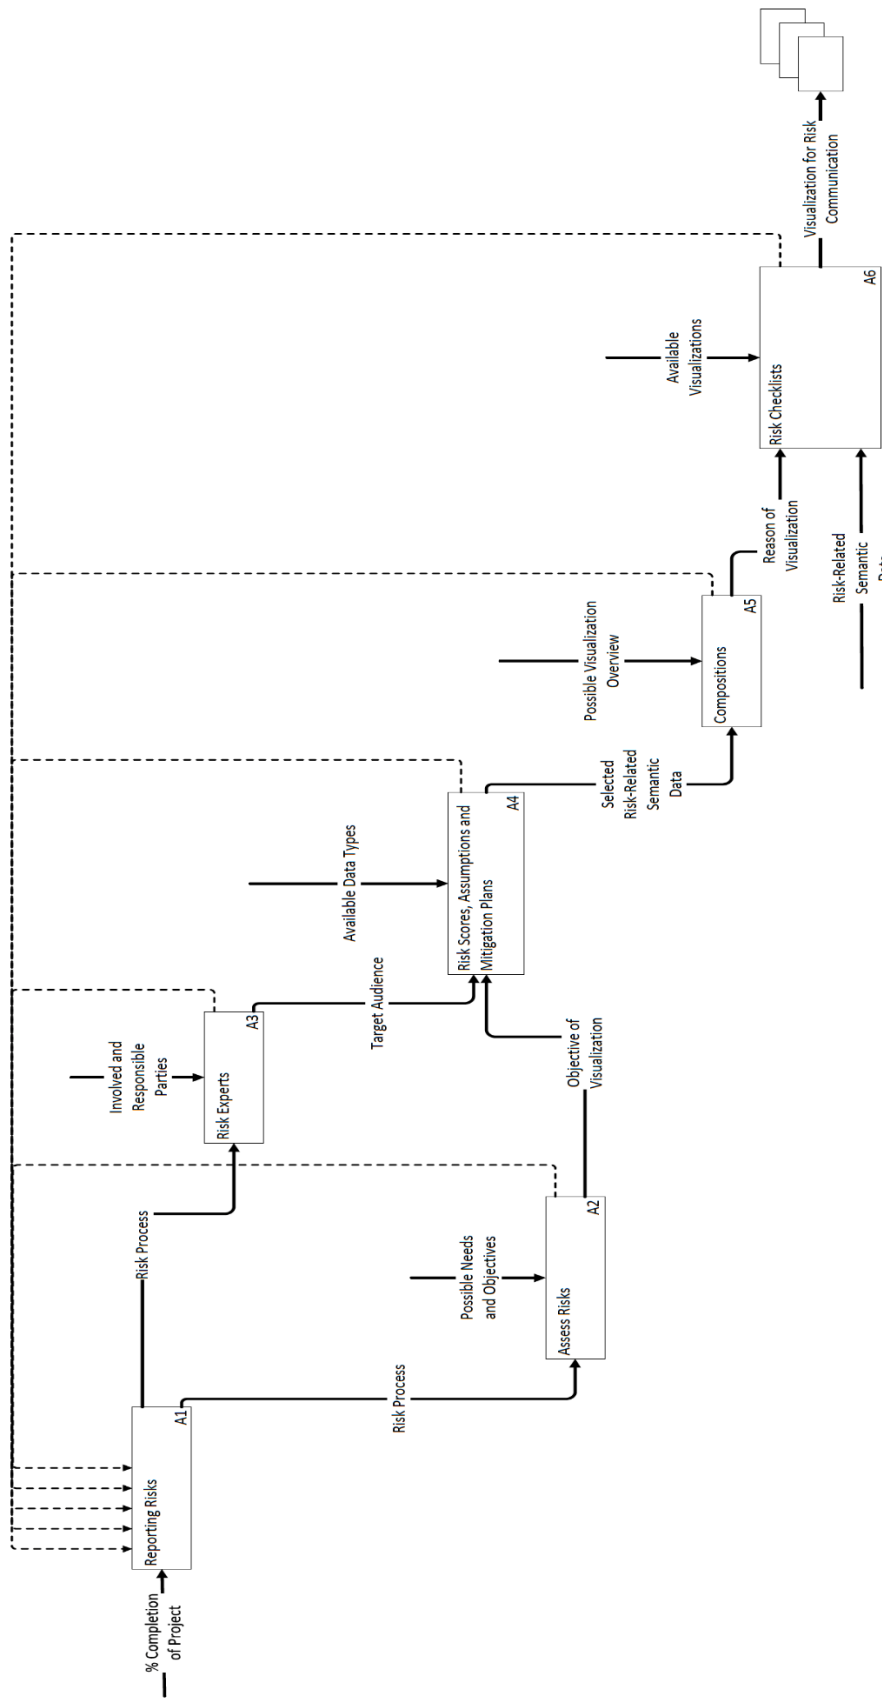 % Completion
of Project
Reporting Risks
A1
Risk Process
Risk Process
Involved and
Responsible
Parties
Risk Experts
A3
Possible Needs
and Objectives
Assess Risks
A2
Target Audience
Objective of
Visualization
Available Data Types
Risk Scores, Assumptions and
Mitigation Plans
A4
Selected
Risk-Related
Semantic
Data
Possible Visualization
Overview
Compositions
A5
Reason of
Visualization
Risk-Related
Semantic
Available
Visualizations
Risk Checklists
A6
Visualization for Risk
Communication